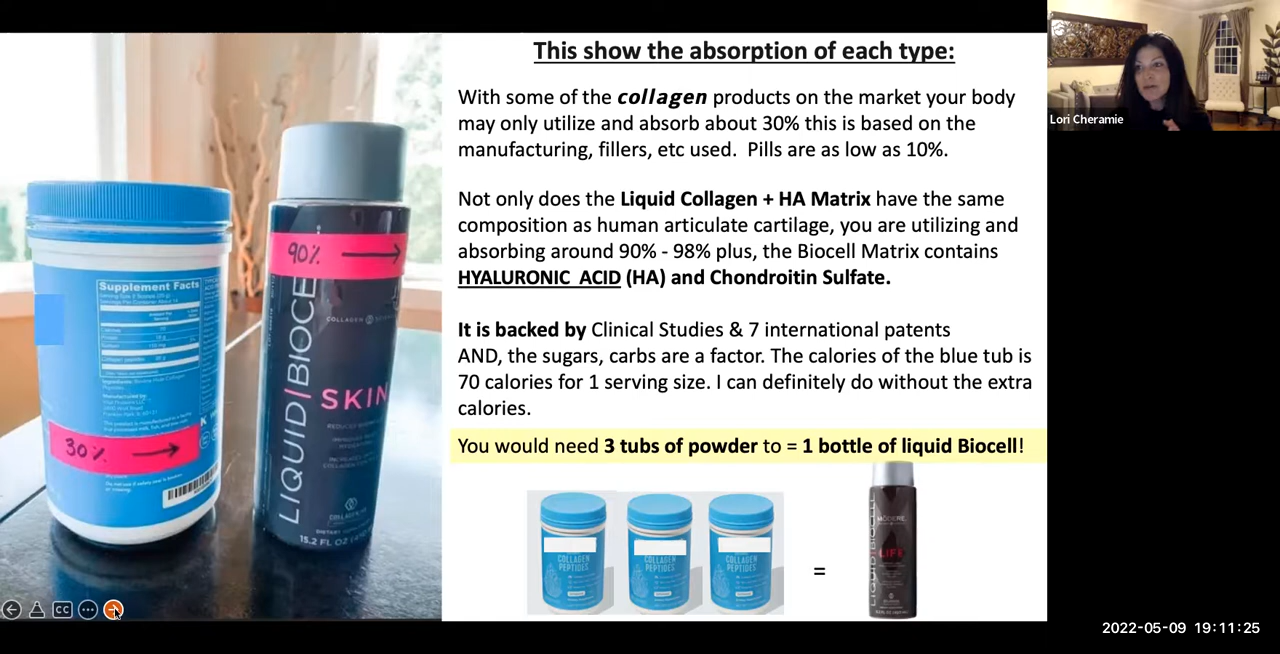 This show the absorption of each type:
With some of the collagen products on the market your body
may only utilize and absorb about 30% this is based on the
manufacturing, fillers, etc used. Pills are as low as 10%.
Not only does the Liquid Collagen + HA Matrix have the same
composition as human articulate cartilage, you are utilizing and
absorbing around 90% - 98% plus, the Biocell Matrix contains
HYALURONIC ACID (HA) and Chondroitin Sulfate.
It is backed by Clinical Studies & 7 international patents
AND, the sugars, carbs are a factor. The calories of the blue tub is
70 calories for 1 serving size. I can definitely do without the extra
calories.
You would need 3 tubs of powder to = 1 bottle of liquid Biocell!
Supplement Facts
30%
90%
LIQUID|BIOCE
SKIN
15.2 FL OZ
COLLAGEN
PEPTIDES
COLLAGEN
PEPTIDES
COLLAGEN
PEPTIDES
=
MODERE
LIFE
CC
Lori Cheramie
2022-05-09 19:11:25